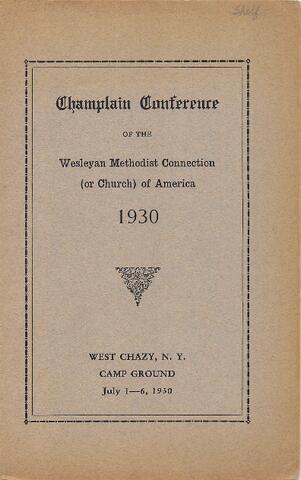 Shelf
Champlain Conference
OF THE
Wesleyan Methodist Connection
(or Church) of America
1930
WEST CHAZY, N. Y.
CAMP GROUND
July 1—6, 1930